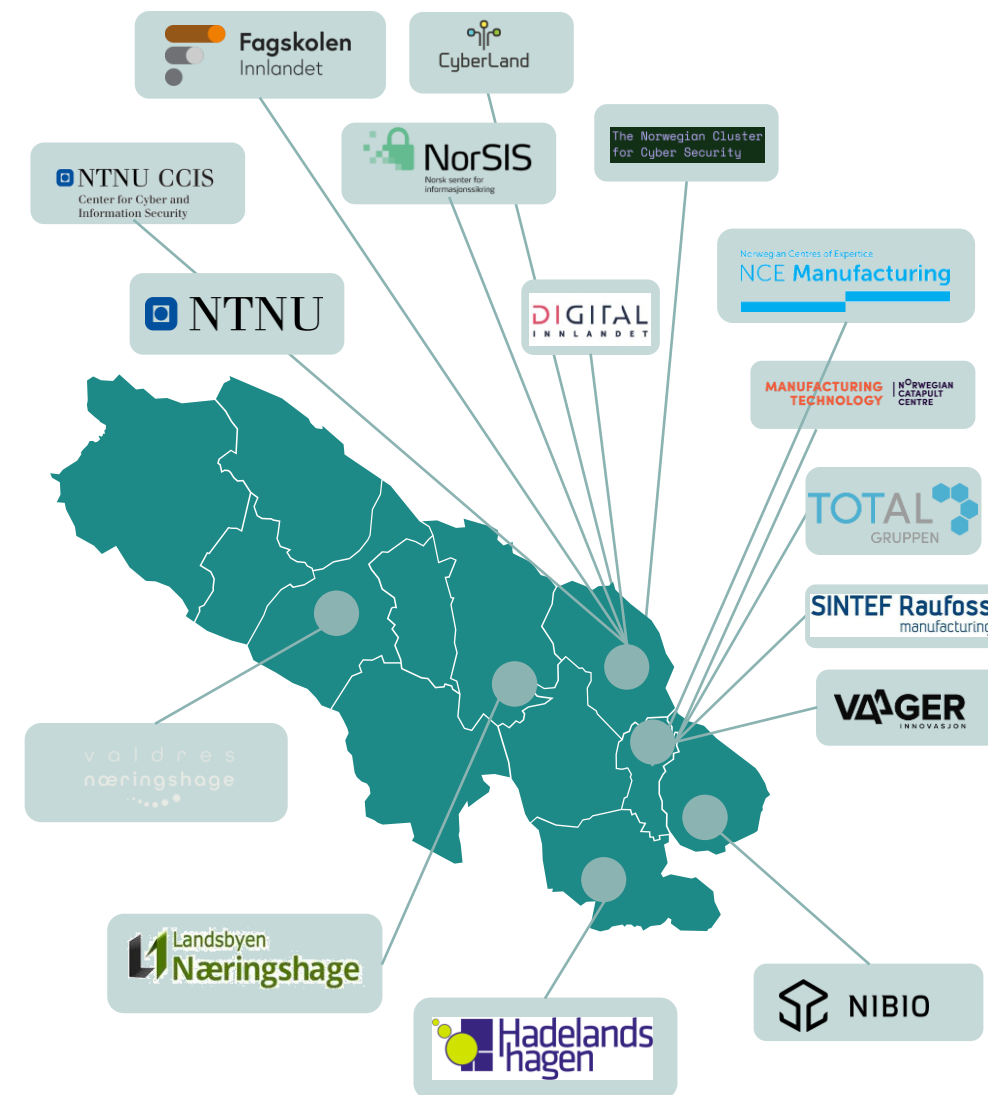 Fagskolen
Innlandet
CyberLand
The Norwegian Cluster
for Cyber Security
NorSIS
Norsk senter for
informasjonssikring
NTNU CCIS
Center for Cyber and
Information Security
Norwegian Centres of Expertice
NCE Manufacturing
NTNU
DIGITAL
INNLANDET
MANUFACTURING
TECHNOLOGY
NORWEGIAN
CATAPULT
CENTRE
TOTAL
GRUPPEN
SINTEF Raufoss
manufacturing
VAAGER
INNOVASJON
valdres
næringshage
Landsbyen
Næringshage
NIBIO
Hadelands
hagen